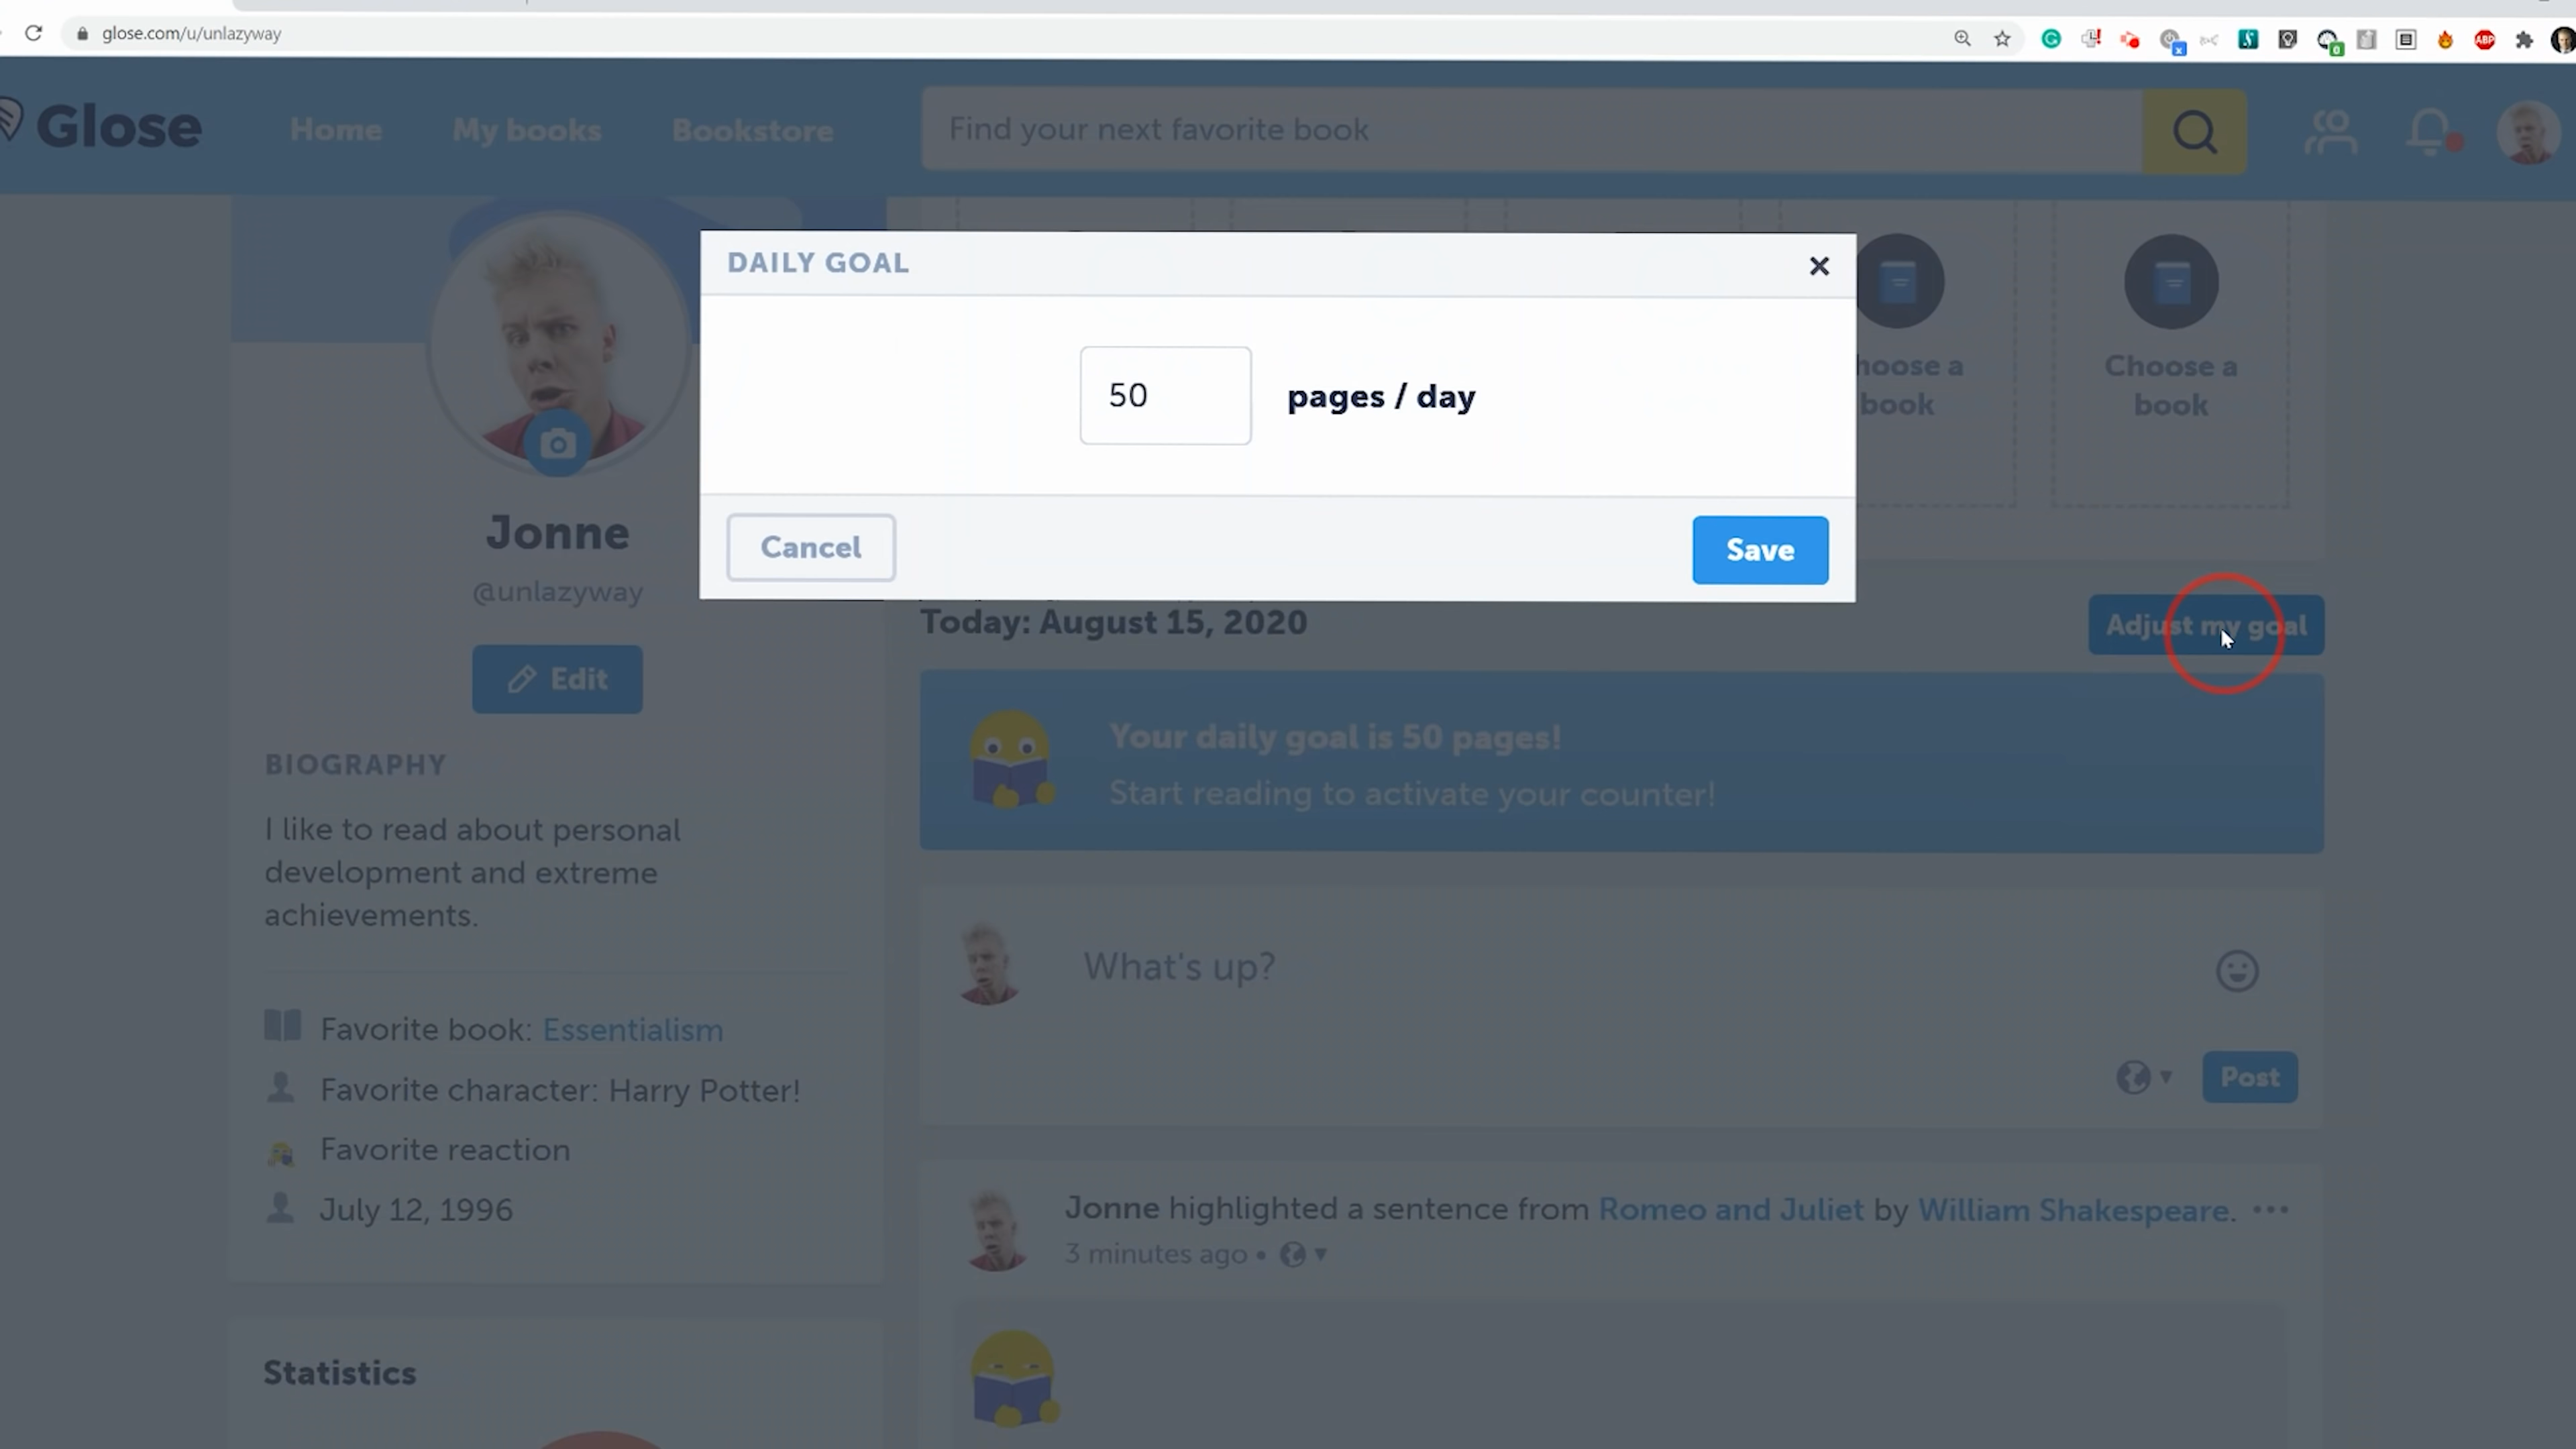 glose.com/u/unlazyway
Glose
Home
My books
Bookstore
Find your next favorite book
DAILY GOAL
50
pages / day
Cancel
Save
hoose a
book
Choose a
book
Jonne
@unlazyway
Edit
BIOGRAPHY
I like to read about personal
development and extreme
achievements.
Favorite book: Essentialism
Favorite character: Harry Potter!
Favorite reaction
July 12, 1996
Statistics
Today: August 15, 2020
Adjust my goal
Your daily goal is 50 pages!
Start reading to activate your counter!
What's up?
Post
Jonne highlighted a sentence from Romeo and Juliet by William Shakespeare.
3 minutes ago •